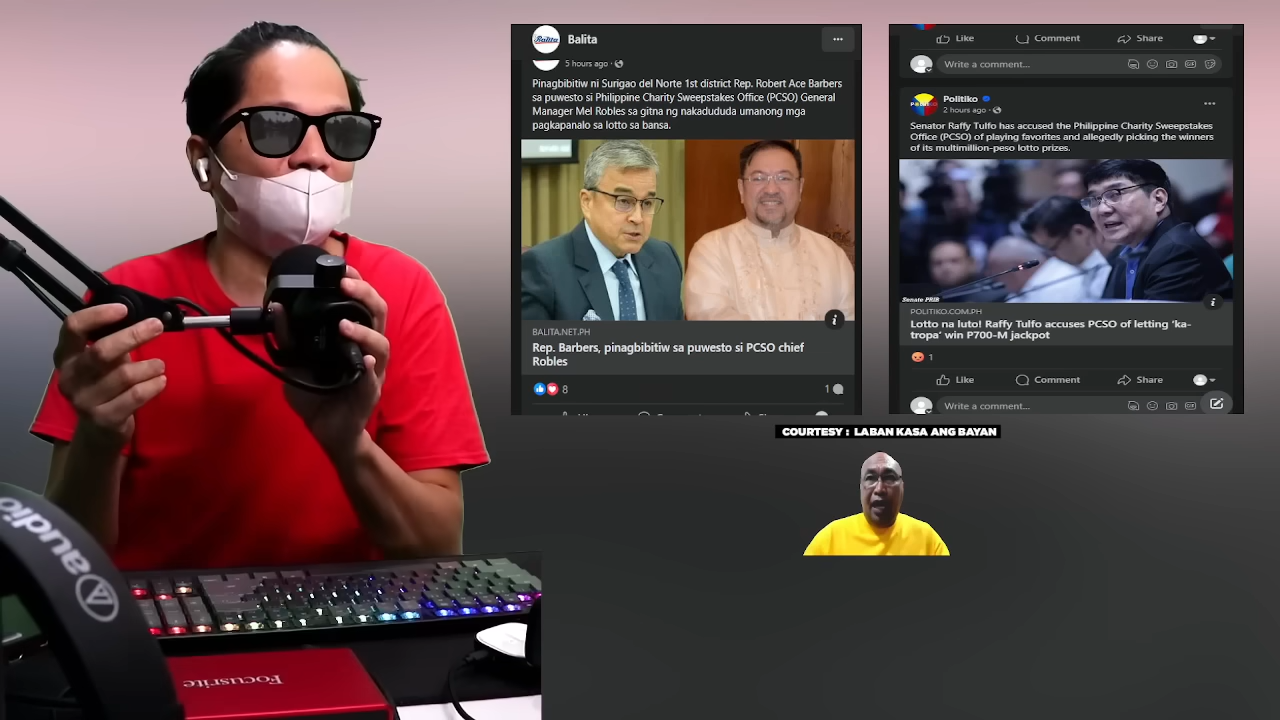 Balita
Balita
5 hours ago ·
Pinagbibitiw ni Surigao del Norte 1st district Rep. Robert Ace Barbers
sa puwesto si Philippine Charity Sweepstakes Office (PCSO) General
Manager Mel Robles sa gitna ng nakadududa umanong mga
pagkapanalo sa lotto sa bansa.
BALITA.NET.PH
Rep. Barbers, pinagbibitiw sa puwesto si PCSO chief
Robles
8
1
Like Comment Share
Write a comment...
Politiko
2 hours ago ·
Senator Raffy Tulfo has accused the Philippine Charity Sweepstakes
Office (PCSO) of playing favorites and allegedly picking the winners
of its multimillion-peso lotto prizes.
Senate PRIB
POLITIKO.COM.PH
Lotto na luto! Raffy Tulfo accuses PCSO of letting ‘ka-
tropa’ win P700-M jackpot
1
Like Comment Share
Write a comment...
COURTESY : LABAN KASA ANG BAYAN
audio
Focusrite